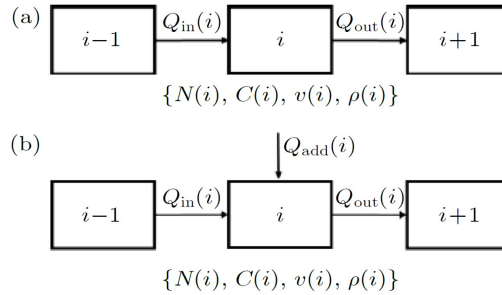 (a)
i−1 Q_in(i) i Q_out(i) i+1
{N(i), C(i), v(i), ρ(i)}
(b)
Q_add(i)
i−1 Q_in(i) i Q_out(i) i+1
{N(i), C(i), v(i), ρ(i)}